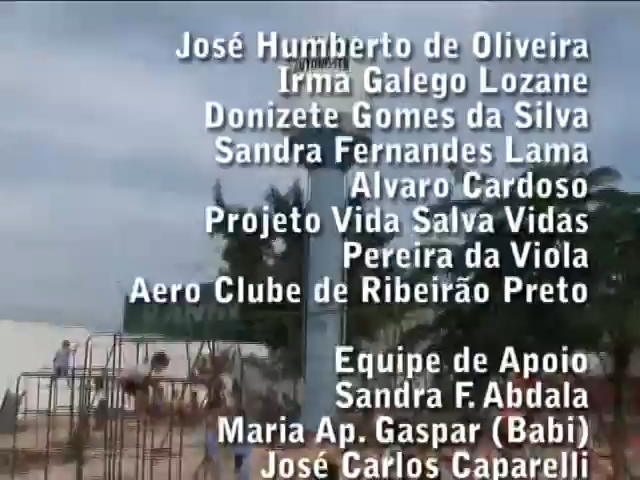 José Humberto de Oliveira
Irma Galego Lozane
Donizete Gomes da Silva
Sandra Fernandes Lama
Alvaro Cardoso
Projeto Vida Salva Vidas
Pereira da Viola
Aero Clube de Ribeirão Preto
Equipe de Apoio
Sandra F. Abdala
Maria Ap. Gaspar (Babi)
José Carlos Caparelli